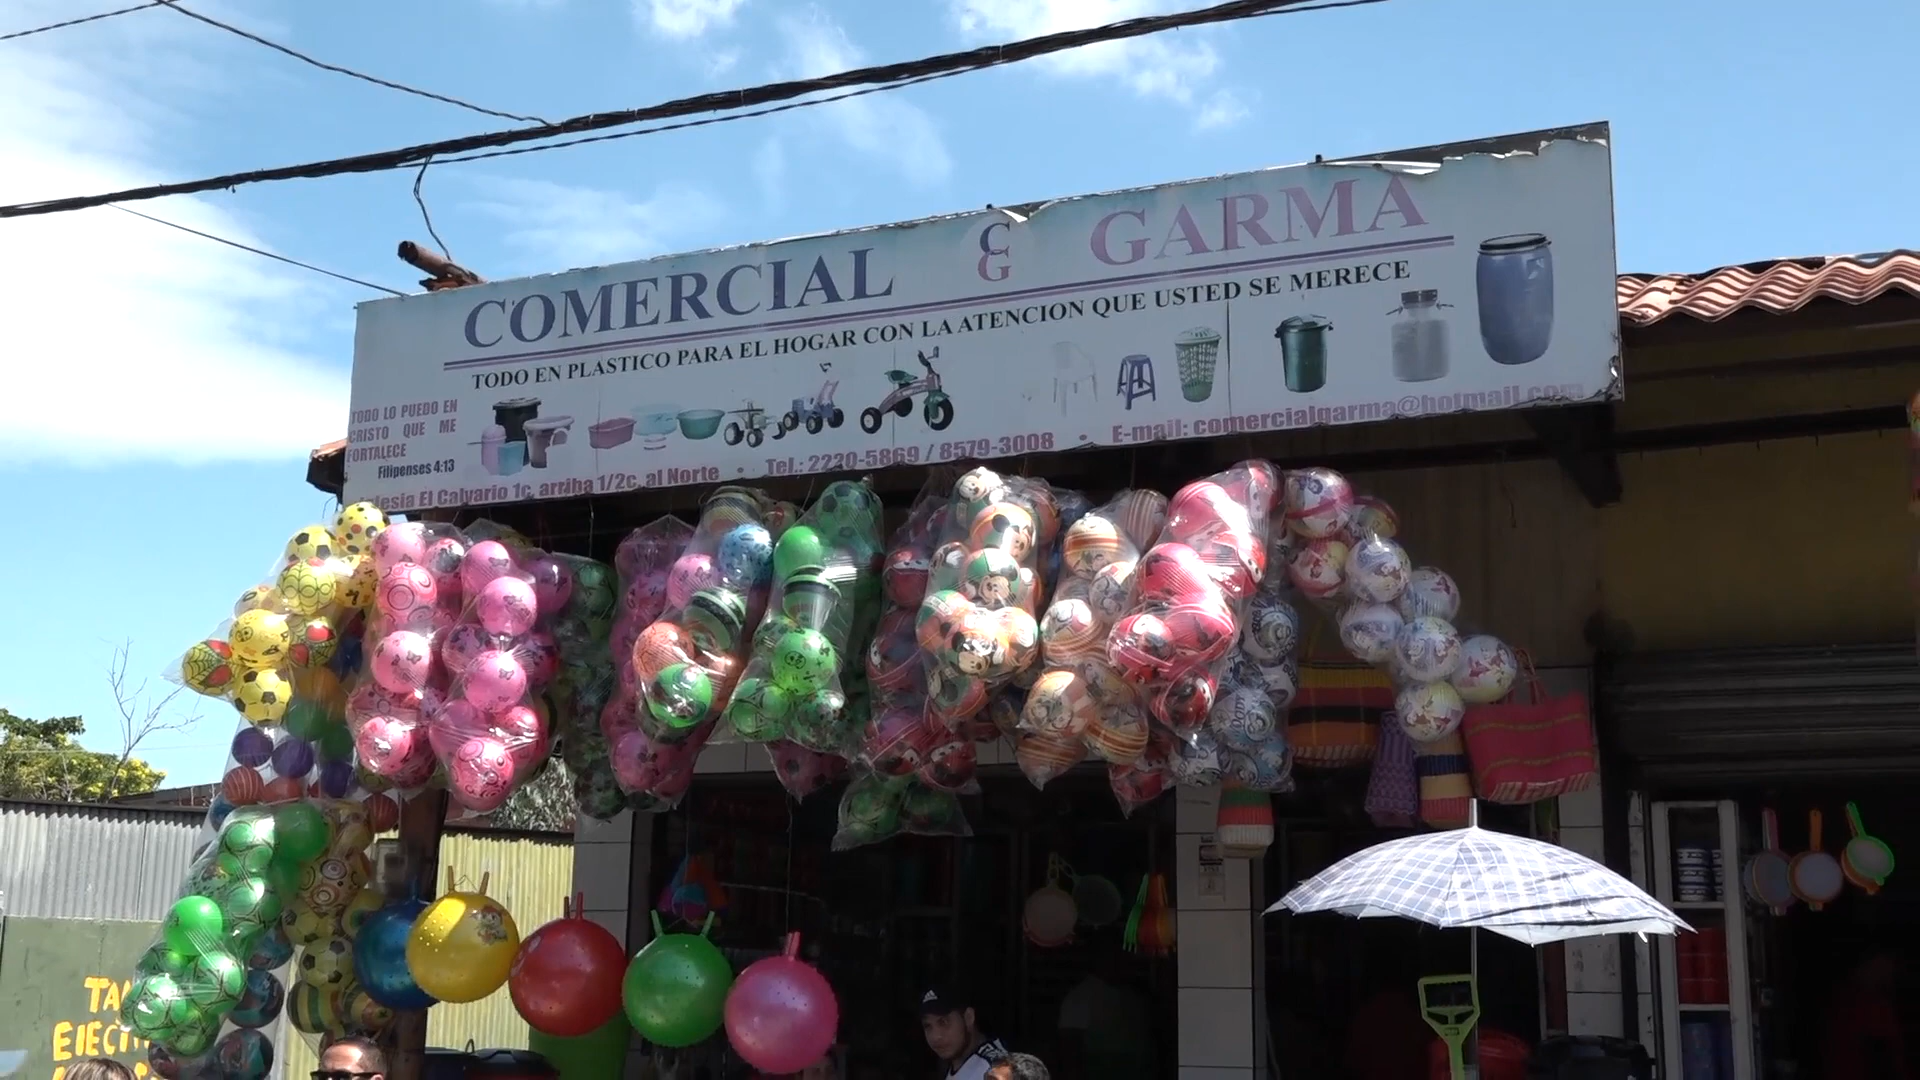 COMERCIAL CG GARMA
TODO EN PLASTICO PARA EL HOGAR CON LA ATENCION QUE USTED SE MERECE
TODO LO PUEDO EN
CRISTO QUE ME
FORTALECE
Filipenses 4:13
Iglesia El Calvario 1c. arriba 1/2c. al Norte • Tel.: 2220-5869 / 8579-3008 • E-mail: comercialgarma@hotmail.com